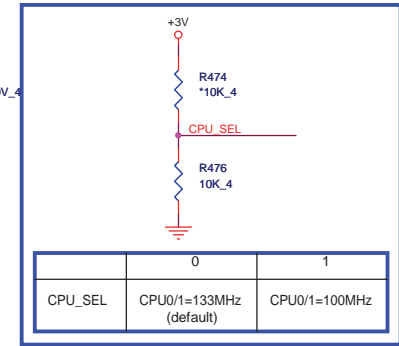 +3V
R474
*10K_4
V_4
CPU_SEL
R476
10K_4
0 1
CPU_SEL CPU0/1=133MHz CPU0/1=100MHz
(default)